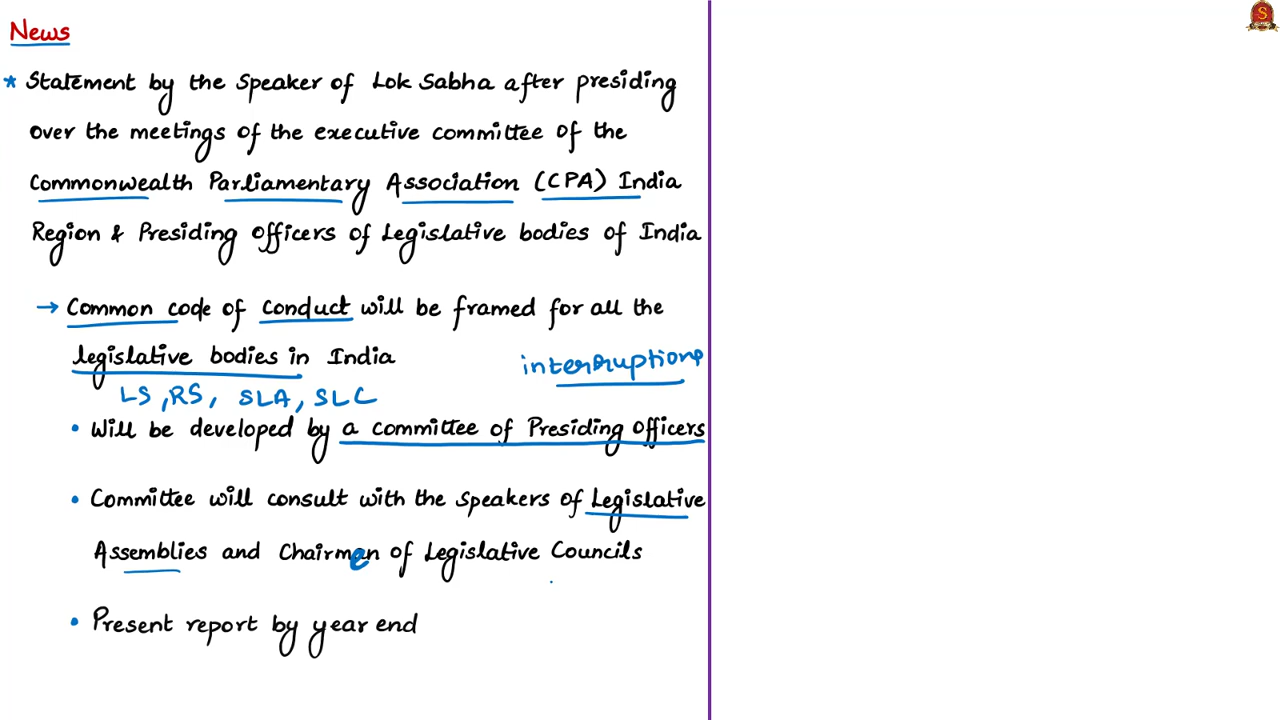 News
* Statement by the Speaker of Lok Sabha after presiding
over the meetings of the executive committee of the
Commonwealth Parliamentary Association (CPA) India
Region & Presiding Officers of Legislative bodies of India
→ Common code of conduct will be framed for all the
legislative bodies in India
interruptions
LS, RS, SLA, SLC
• Will be developed by a committee of Presiding Officers
• Committee will consult with the speakers of Legislative
Assemblies and Chairmen of Legislative Councils
• Present report by year end